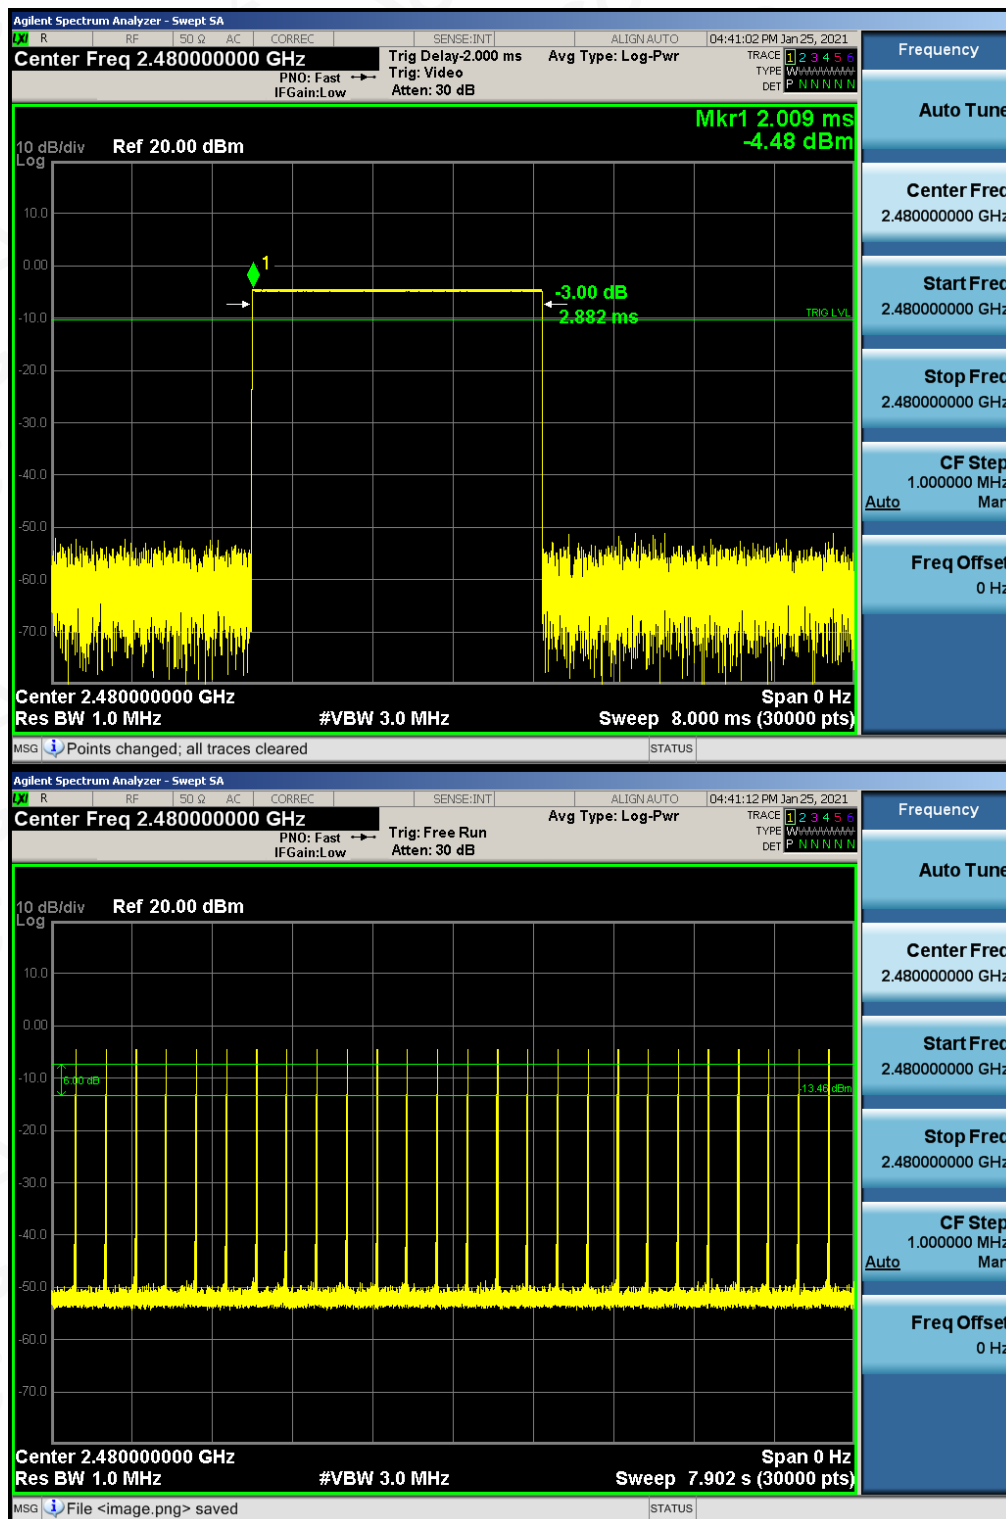 Agilent Spectrum Analyzer - Swept SA
LXI R RF 50 Ω AC CORREC SENSE:INT ALIGN AUTO 04:41:02 PM Jan 25, 2021
Center Freq 2.480000000 GHz Trig Delay-2.000 ms Avg Type: Log-Pwr TRACE 1 2 3 4 5 6
PNO: Fast Trig: Video TYPE WWWWWW
IFGain:Low Atten: 30 dB DET P N N N N N
Mkr1 2.009 ms
10 dB/div Ref 20.00 dBm -4.48 dBm
Log
10.0
0.00
1
-3.00 dB
-10.0 2.882 ms TRIG LVL
-20.0
-30.0
-40.0
-50.0
-60.0
-70.0
Center 2.480000000 GHz Span 0 Hz
Res BW 1.0 MHz #VBW 3.0 MHz Sweep 8.000 ms (30000 pts)
MSG Points changed; all traces cleared STATUS
Frequency
Auto Tune
Center Freq
2.480000000 GHz
Start Freq
2.480000000 GHz
Stop Freq
2.480000000 GHz
CF Step
1.000000 MHz
Auto Man
Freq Offset
0 Hz
Agilent Spectrum Analyzer - Swept SA
LXI R RF 50 Ω AC CORREC SENSE:INT ALIGN AUTO 04:41:12 PM Jan 25, 2021
Center Freq 2.480000000 GHz Avg Type: Log-Pwr TRACE 1 2 3 4 5 6
PNO: Fast Trig: Free Run TYPE WWWWWW
IFGain:Low Atten: 30 dB DET P N N N N N
10 dB/div Ref 20.00 dBm
Log
10.0
0.00
-10.0 6.00 dB -13.46 dBm
-20.0
-30.0
-40.0
-50.0
-60.0
-70.0
Center 2.480000000 GHz Span 0 Hz
Res BW 1.0 MHz #VBW 3.0 MHz Sweep 7.902 s (30000 pts)
MSG File <image.png> saved STATUS
Frequency
Auto Tune
Center Freq
2.480000000 GHz
Start Freq
2.480000000 GHz
Stop Freq
2.480000000 GHz
CF Step
1.000000 MHz
Auto Man
Freq Offset
0 Hz